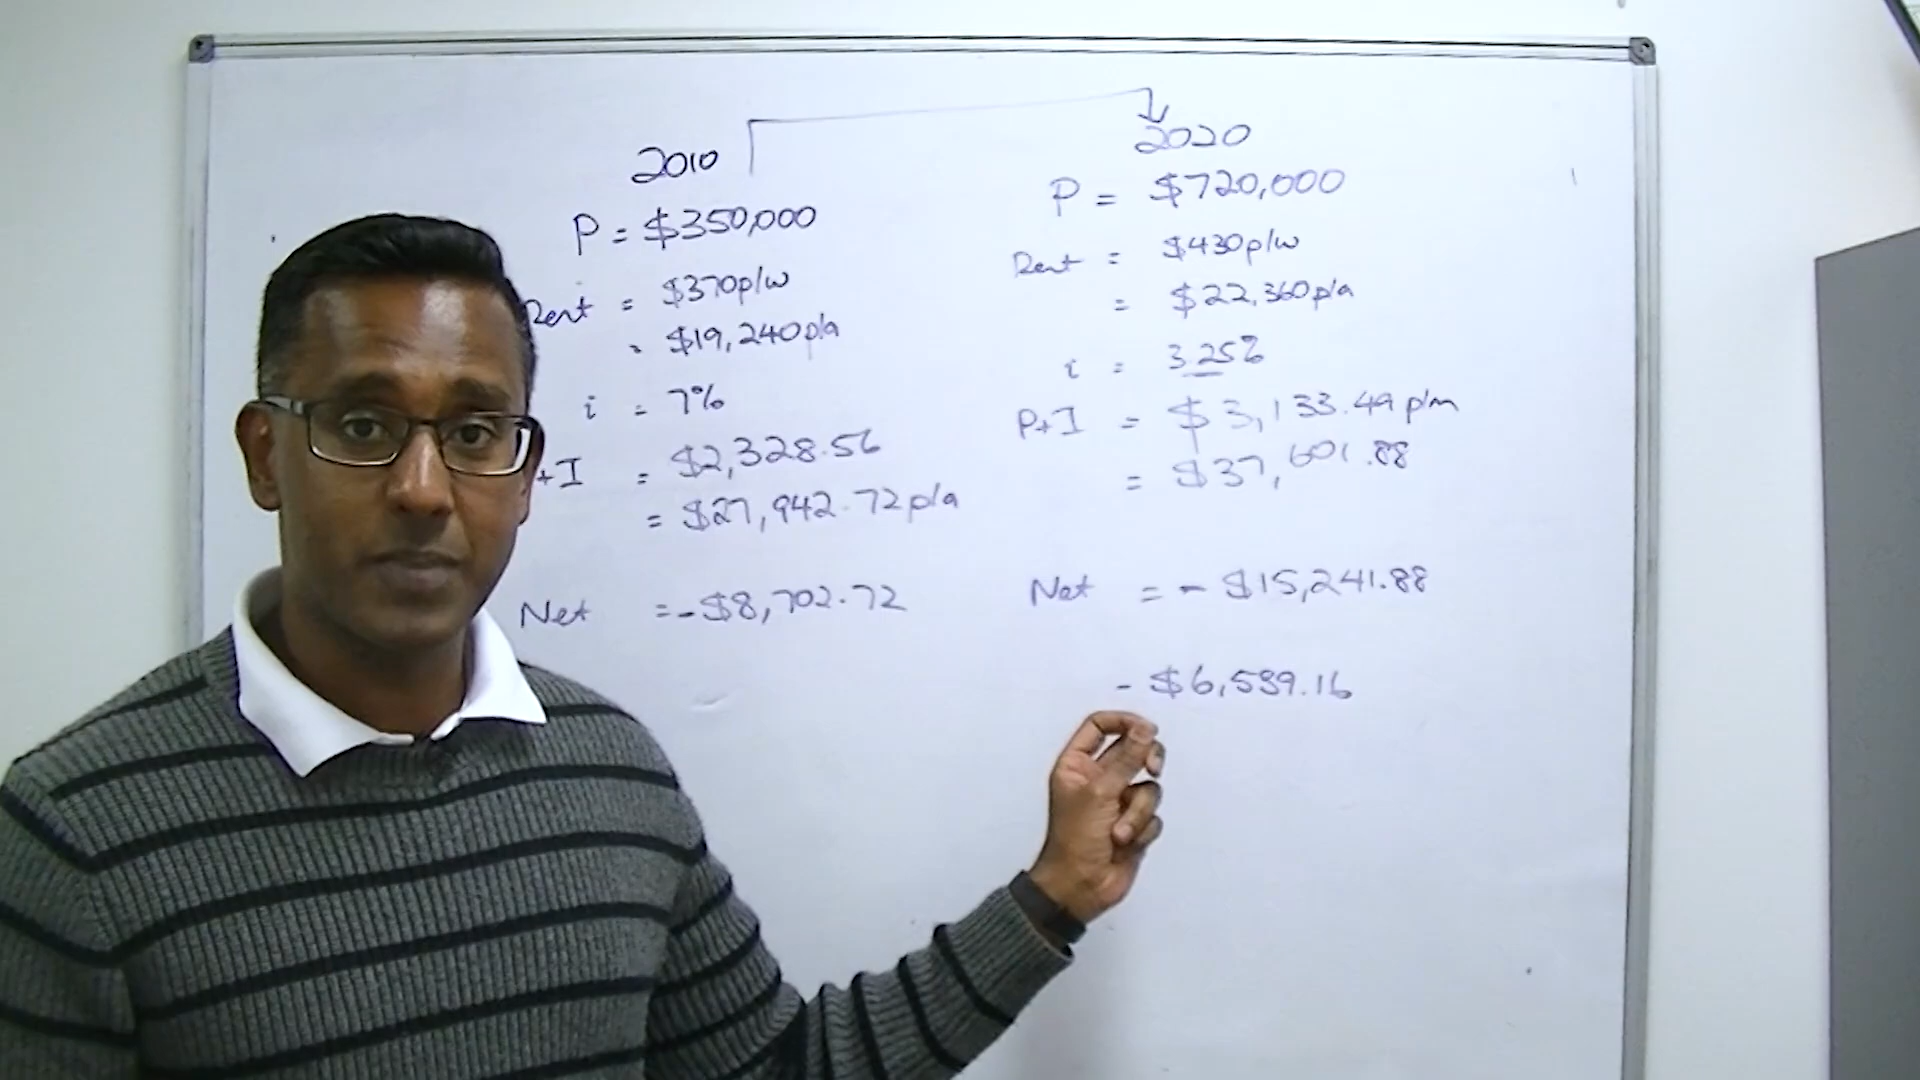 2010
P = $350,000
Rent = $370p/w
= $19,240p/a
i = 7%
+I = $2,328.56
= $27,942.72p/a
Net = -$8,702.72
2020
P = $720,000
Rent = $430p/w
= $22,360p/a
i = 3.25%
P+I = $3,133.49p/m
= $37,601.88
Net = - $15,241.88
- $6,539.16